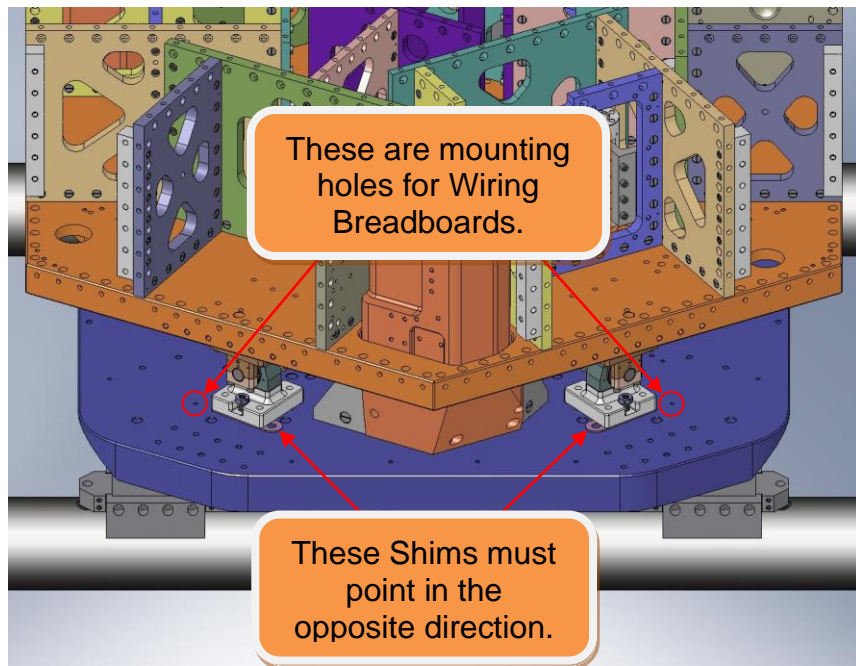 These are mounting
holes for Wiring
Breadboards.
These Shims must
point in the
opposite direction.